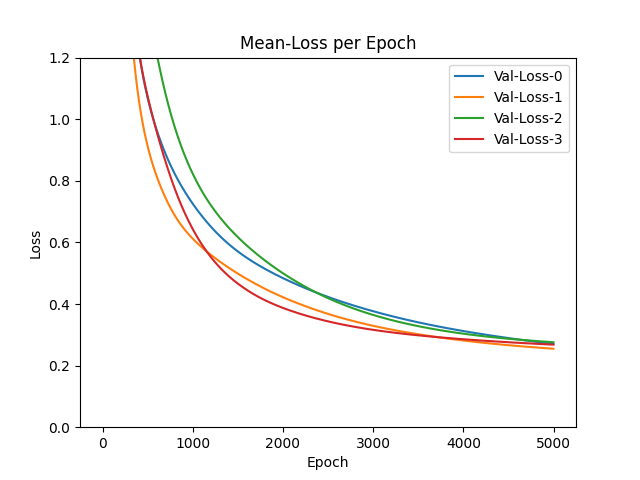 Mean-Loss per Epoch
1.2
1.0
0.8
0.6
0.4
0.2
0.0
Loss
Val-Loss-0
Val-Loss-1
Val-Loss-2
Val-Loss-3
0 1000 2000 3000 4000 5000
Epoch